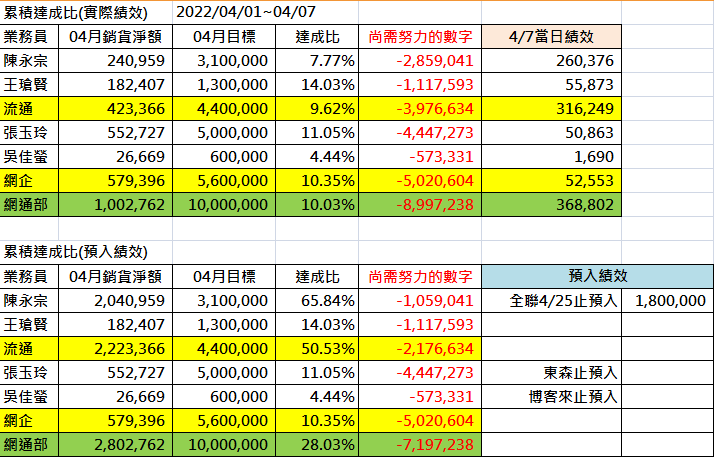 累積達成比(實際績效) 2022/04/01~04/07
業務員 04月銷貨淨額 04月目標 達成比 尚需努力的數字 4/7當日績效
陳永宗 240,959 3,100,000 7.77% -2,859,041 260,376
王瑲賢 182,407 1,300,000 14.03% -1,117,593 55,873
流通 423,366 4,400,000 9.62% -3,976,634 316,249
張玉玲 552,727 5,000,000 11.05% -4,447,273 50,863
吳佳螢 26,669 600,000 4.44% -573,331 1,690
網企 579,396 5,600,000 10.35% -5,020,604 52,553
網通部 1,002,762 10,000,000 10.03% -8,997,238 368,802
累積達成比(預入績效)
業務員 04月銷貨淨額 04月目標 達成比 尚需努力的數字 預入績效
陳永宗 2,040,959 3,100,000 65.84% -1,059,041 全聯4/25止預入 1,800,000
王瑲賢 182,407 1,300,000 14.03% -1,117,593
流通 2,223,366 4,400,000 50.53% -2,176,634
張玉玲 552,727 5,000,000 11.05% -4,447,273 東森止預入
吳佳螢 26,669 600,000 4.44% -573,331 博客來止預入
網企 579,396 5,600,000 10.35% -5,020,604
網通部 2,802,762 10,000,000 28.03% -7,197,238